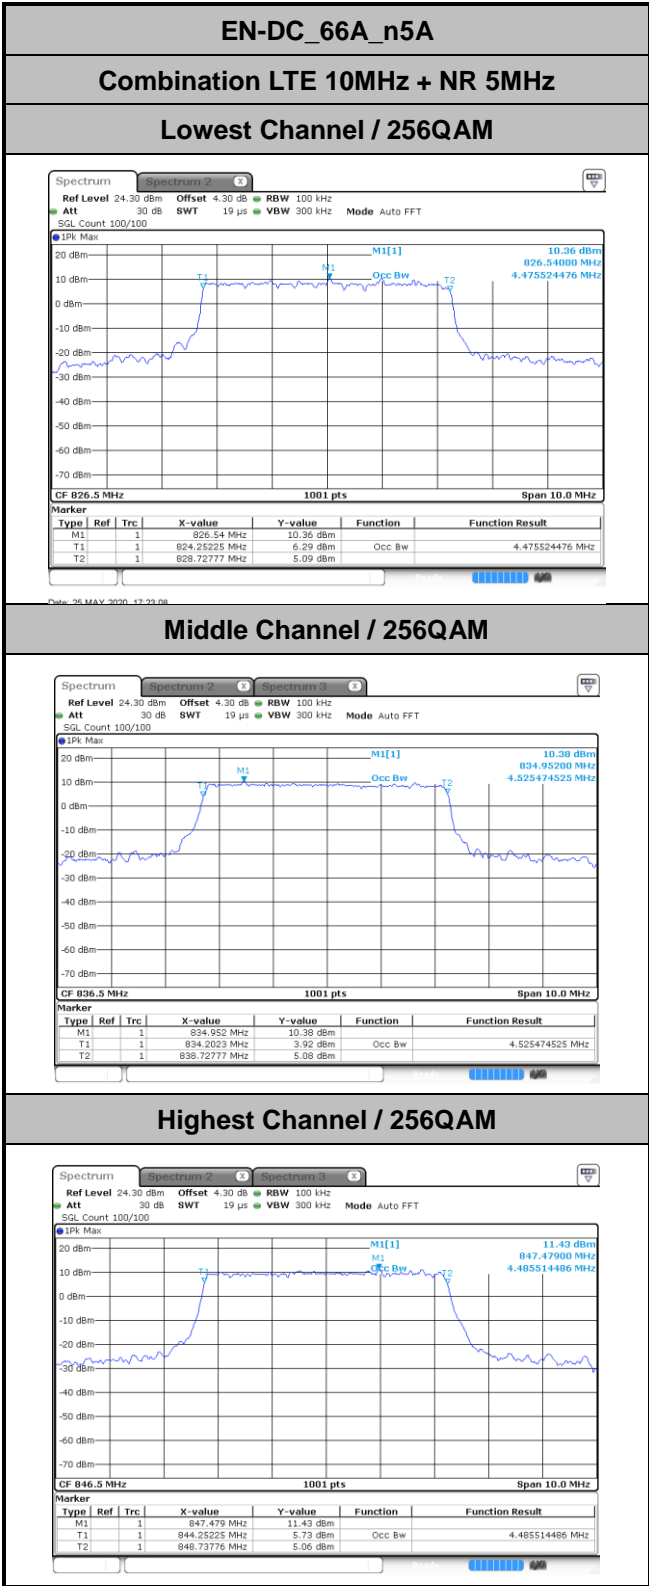 EN-DC_66A_n5A
Combination LTE 10MHz + NR 5MHz
Lowest Channel / 256QAM
Spectrum Spectrum 2 X
Ref Level 24.30 dBm Offset 4.30 dB RBW 100 kHz
Att 30 dB SWT 19 µs VBW 300 kHz Mode Auto FFT
SGL Count 100/100
1Pk Max
20 dBm M1[1] 10.36 dBm
826.54000 MHz
M1
10 dBm T1 Occ Bw T2 4.475524476 MHz
0 dBm
-10 dBm
-20 dBm
-30 dBm
-40 dBm
-50 dBm
-60 dBm
-70 dBm
CF 826.5 MHz 1001 pts Span 10.0 MHz
Marker
Type Ref Trc X-value Y-value Function Function Result
M1 1 826.54 MHz 10.36 dBm
T1 1 824.25225 MHz 6.29 dBm Occ Bw 4.475524476 MHz
T2 1 828.72777 MHz 5.09 dBm
Date: 25 MAY 2020 17:23:08
Middle Channel / 256QAM
Spectrum Spectrum 2 X Spectrum 3 X
Ref Level 24.30 dBm Offset 4.30 dB RBW 100 kHz
Att 30 dB SWT 19 µs VBW 300 kHz Mode Auto FFT
SGL Count 100/100
1Pk Max
20 dBm M1[1] 10.38 dBm
834.95200 MHz
M1
10 dBm T1 Occ Bw T2 4.525474525 MHz
0 dBm
-10 dBm
-20 dBm
-30 dBm
-40 dBm
-50 dBm
-60 dBm
-70 dBm
CF 836.5 MHz 1001 pts Span 10.0 MHz
Marker
Type Ref Trc X-value Y-value Function Function Result
M1 1 834.952 MHz 10.38 dBm
T1 1 834.2023 MHz 3.92 dBm Occ Bw 4.525474525 MHz
T2 1 838.72777 MHz 5.08 dBm
Highest Channel / 256QAM
Spectrum Spectrum 2 X Spectrum 3 X
Ref Level 24.30 dBm Offset 4.30 dB RBW 100 kHz
Att 30 dB SWT 19 µs VBW 300 kHz Mode Auto FFT
SGL Count 100/100
1Pk Max
20 dBm M1[1] 11.43 dBm
M1 847.47900 MHz
10 dBm T1 Occ Bw T2 4.485514486 MHz
0 dBm
-10 dBm
-20 dBm
-30 dBm
-40 dBm
-50 dBm
-60 dBm
-70 dBm
CF 846.5 MHz 1001 pts Span 10.0 MHz
Marker
Type Ref Trc X-value Y-value Function Function Result
M1 1 847.479 MHz 11.43 dBm
T1 1 844.25225 MHz 5.73 dBm Occ Bw 4.485514486 MHz
T2 1 848.73776 MHz 5.06 dBm